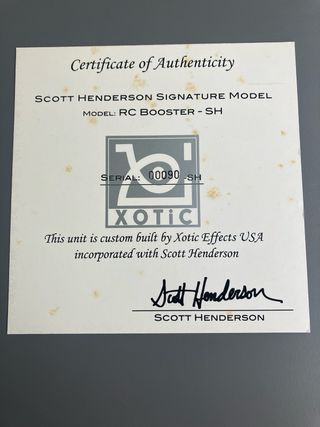 Certificate of Authenticity
Scott Henderson Signature Model
Model: RC Booster - SH
Serial: 00090 -SH
XOTiC
This unit is custom built by Xotic Effects USA
incorporated with Scott Henderson
Scott Henderson
Scott Henderson